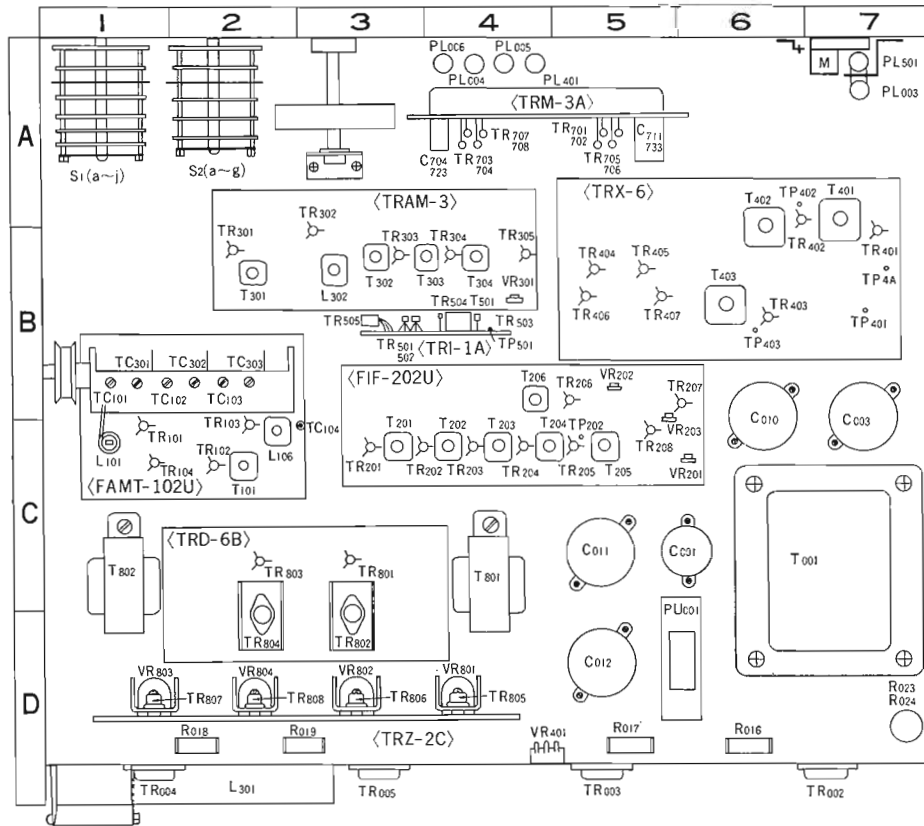 1 2 3 4 5 6 7
A
B
C
D
PL006 PL005
PL004 PL401
M PL501
PL003
⟨TRM-3A⟩
C704 723
TR707 708
TR703 704
TR701 702
TR705 706
C711 733
S1(a~j)
S2(a~g)
⟨TRAM-3⟩
TR301
TR302
TR303
TR304
TR305
T301
L302
T302
T303
T304
VR301
⟨TRX-6⟩
T402
TP402
T401
TR402
TR401
TR404
TR405
TP4A
T403
TR406
TR407
TR403
TP401
TP403
TR505
TR504 T501
TR503
TR501 502
⟨TRI-1A⟩
TP501
TC301 TC302 TC303
TC101 TC102 TC103
TR101
TR103
TC104
L101
TR104
TR102
L106
T101
⟨FAMT-102U⟩
⟨FIF-202U⟩
T206
TR206
VR202
TR207
T201
T202
T203
T204
TP202
VR203
TR208
TR201
TR202
TR203
TR204
TR205
T205
VR201
C010
C003
T802
⟨TRD-6B⟩
TR803
TR801
T801
C011
C001
T001
TR804
TR802
C012
PU001
VR803
VR804
VR802
VR801
TR807
TR808
TR806
TR805
R023
R024
R018
R019
⟨TRZ-2C⟩
VR401
R017
R016
TR004
L301
TR005
TR003
TR002